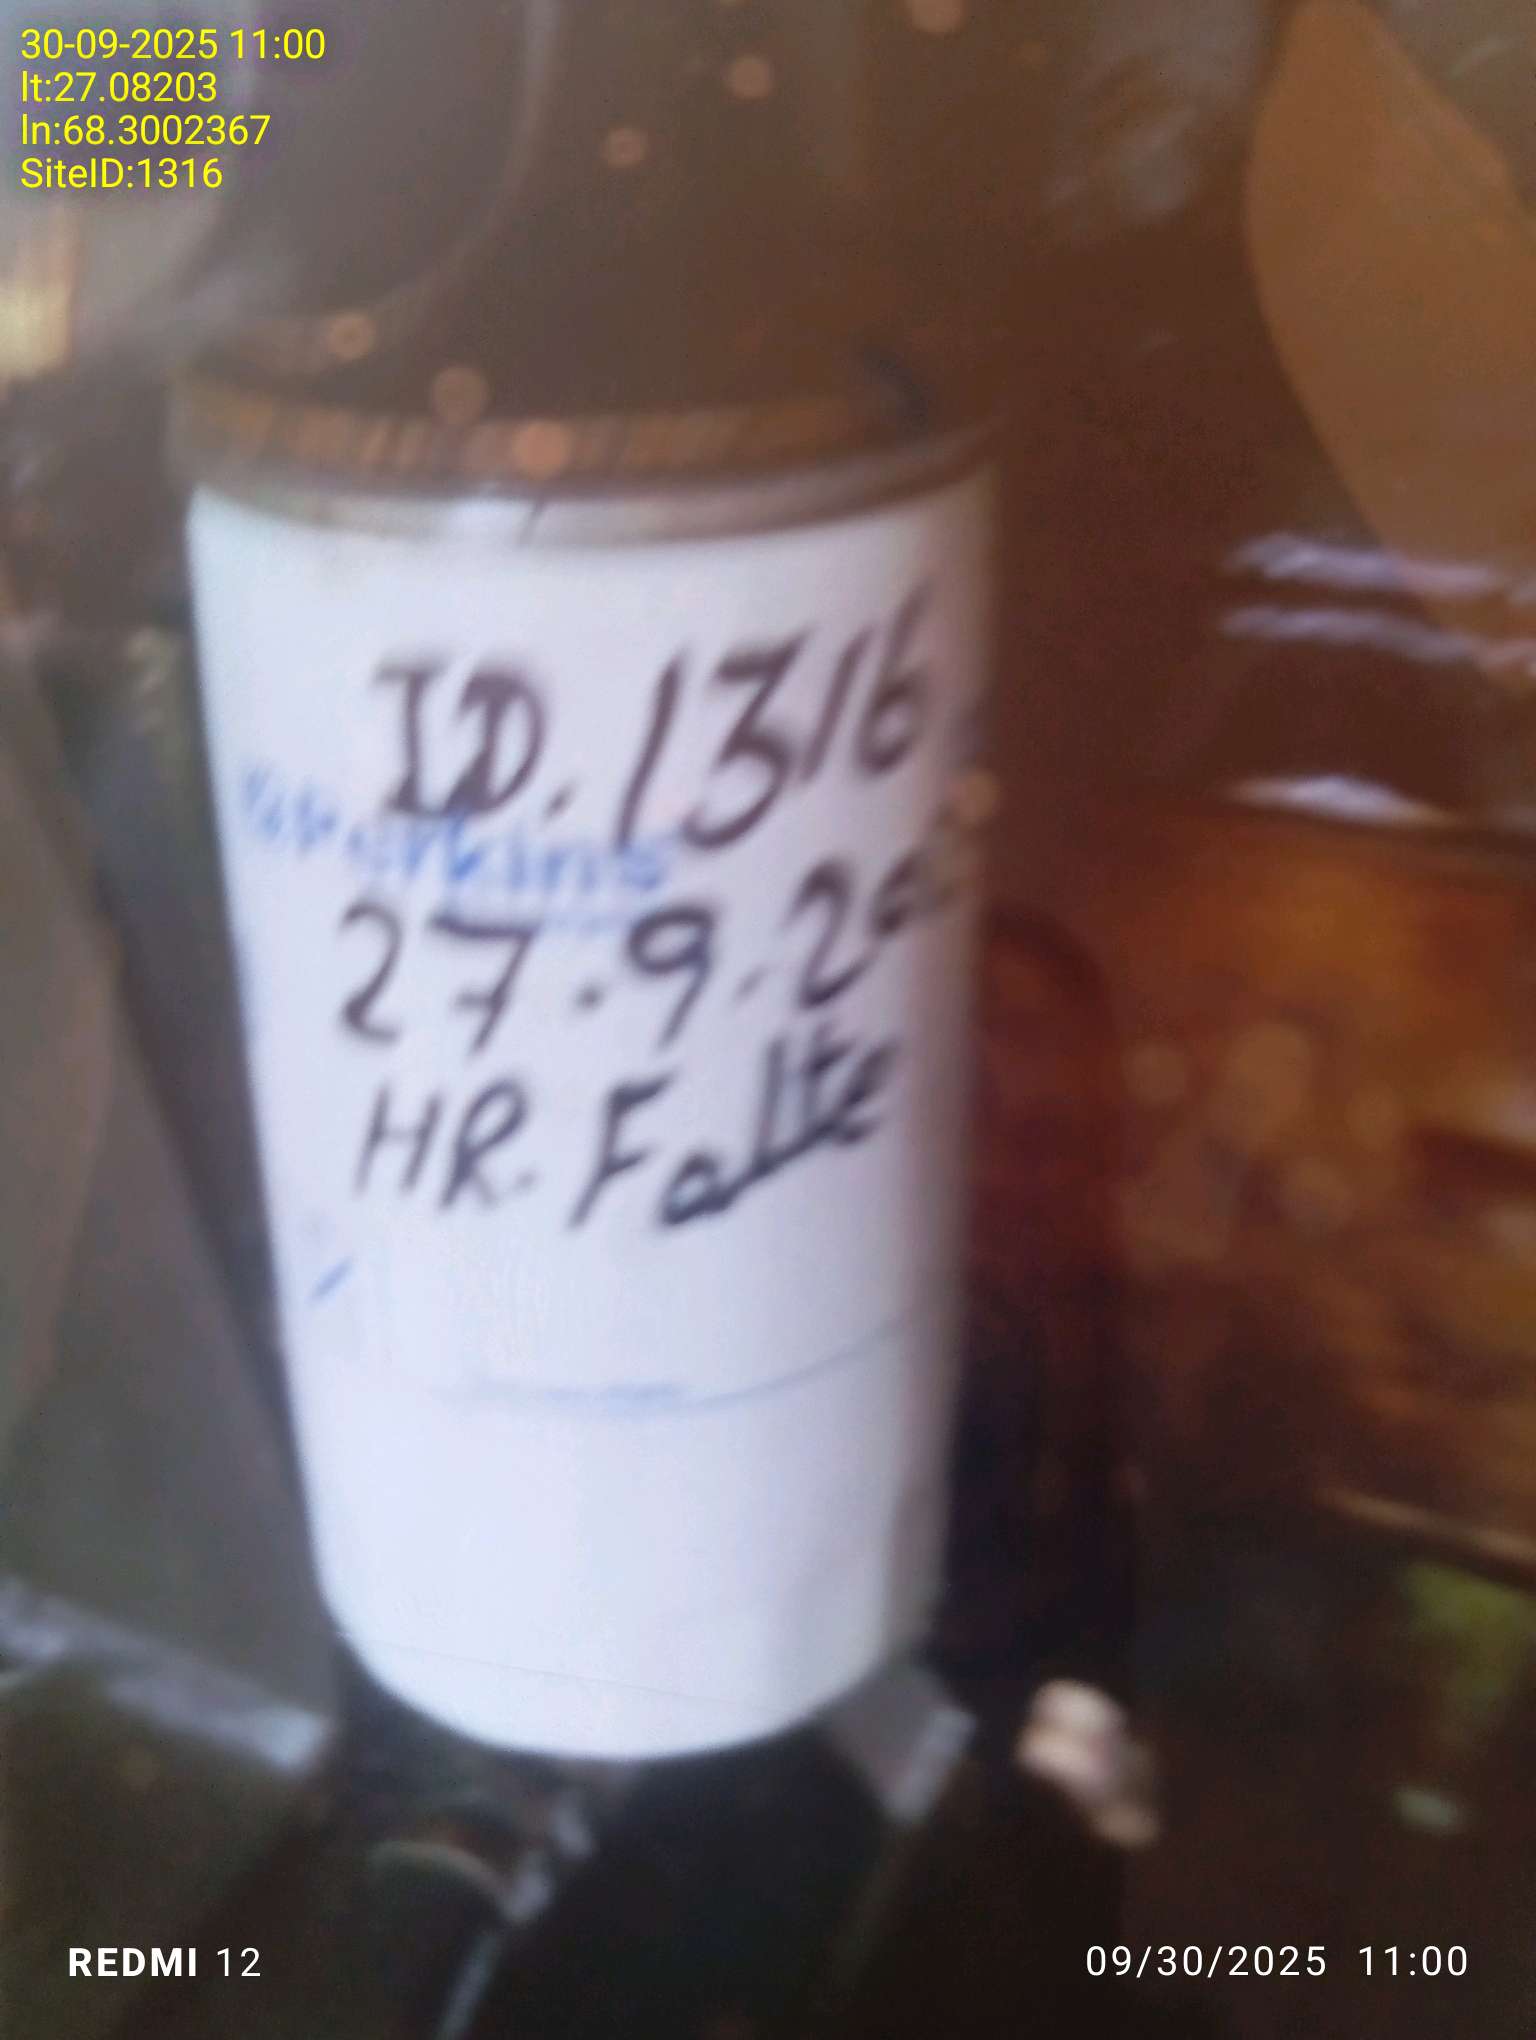 30-09-2025 11:00
lt:27.08203
ln:68.3002367
SiteID:1316
ID. 1316
27.9.20
HR. Falte
REDMI 12
09/30/2025 11:00